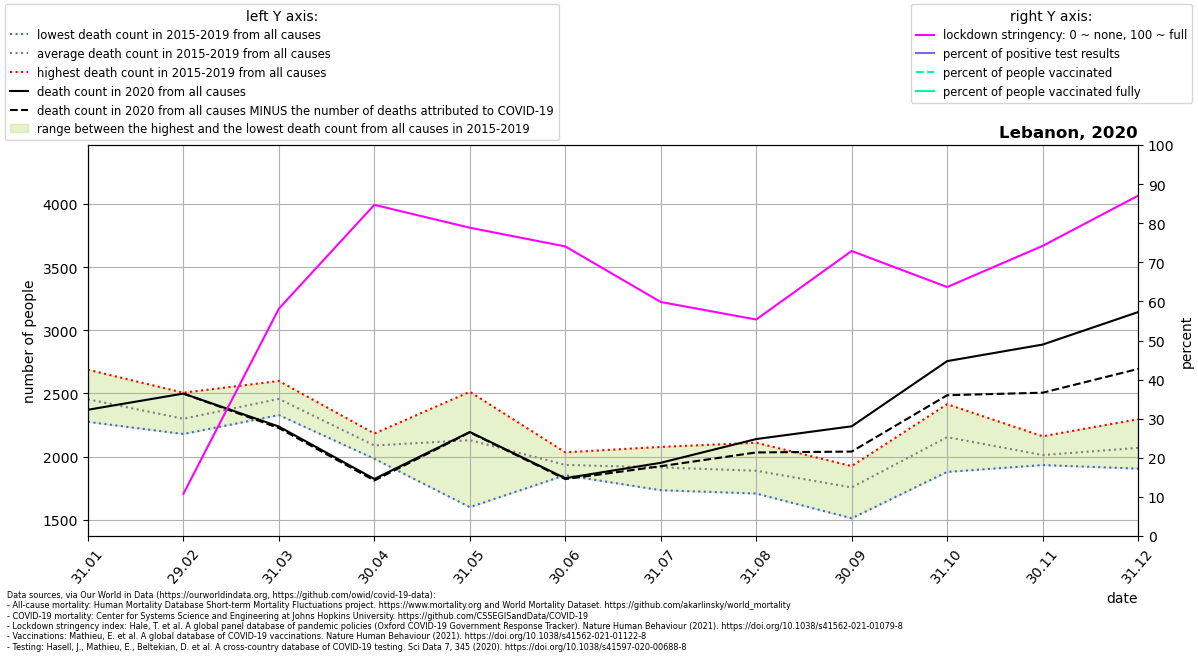 left Y axis:
lowest death count in 2015-2019 from all causes
average death count in 2015-2019 from all causes
highest death count in 2015-2019 from all causes
death count in 2020 from all causes
death count in 2020 from all causes MINUS the number of deaths attributed to COVID-19
range between the highest and the lowest death count from all causes in 2015-2019
right Y axis:
lockdown stringency: 0 ~ none, 100 ~ full
percent of positive test results
percent of people vaccinated
percent of people vaccinated fully
Lebanon, 2020
number of people
4000
3500
3000
2500
2000
1500
100
90
80
70
60
50
40
30
20
10
0
percent
31.01
29.02
31.03
30.04
31.05
30.06
31.07
31.08
30.09
31.10
30.11
31.12
date
Data sources, via Our World in Data (https://ourworldindata.org, https://github.com/owid/covid-19-data):
- All-cause mortality: Human Mortality Database Short-term Mortality Fluctuations project. https://www.mortality.org and World Mortality Dataset. https://github.com/akarlinsky/world_mortality
- COVID-19 mortality: Center for Systems Science and Engineering at Johns Hopkins University. https://github.com/CSSEGISandData/COVID-19
- Lockdown stringency index: Hale, T. et al. A global panel database of pandemic policies (Oxford COVID-19 Government Response Tracker). Nature Human Behaviour (2021). https://doi.org/10.1038/s41562-021-01079-8
- Vaccinations: Mathieu, E. et al. A global database of COVID-19 vaccinations. Nature Human Behaviour (2021). https://doi.org/10.1038/s41562-021-01122-8
- Testing: Hasell, J., Mathieu, E., Beltekian, D. et al. A cross-country database of COVID-19 testing. Sci Data 7, 345 (2020). https://doi.org/10.1038/s41597-020-00688-8